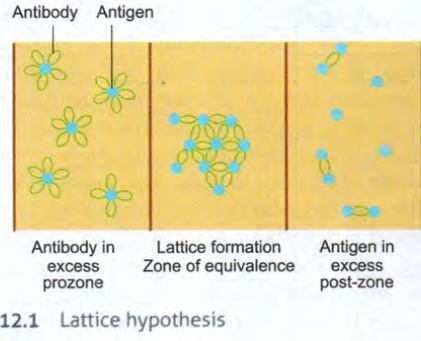 Antibody Antigen
Antibody in
excess
prozone
Lattice formation
Zone of equivalence
Antigen in
excess
post-zone
12.1 Lattice hypothesis